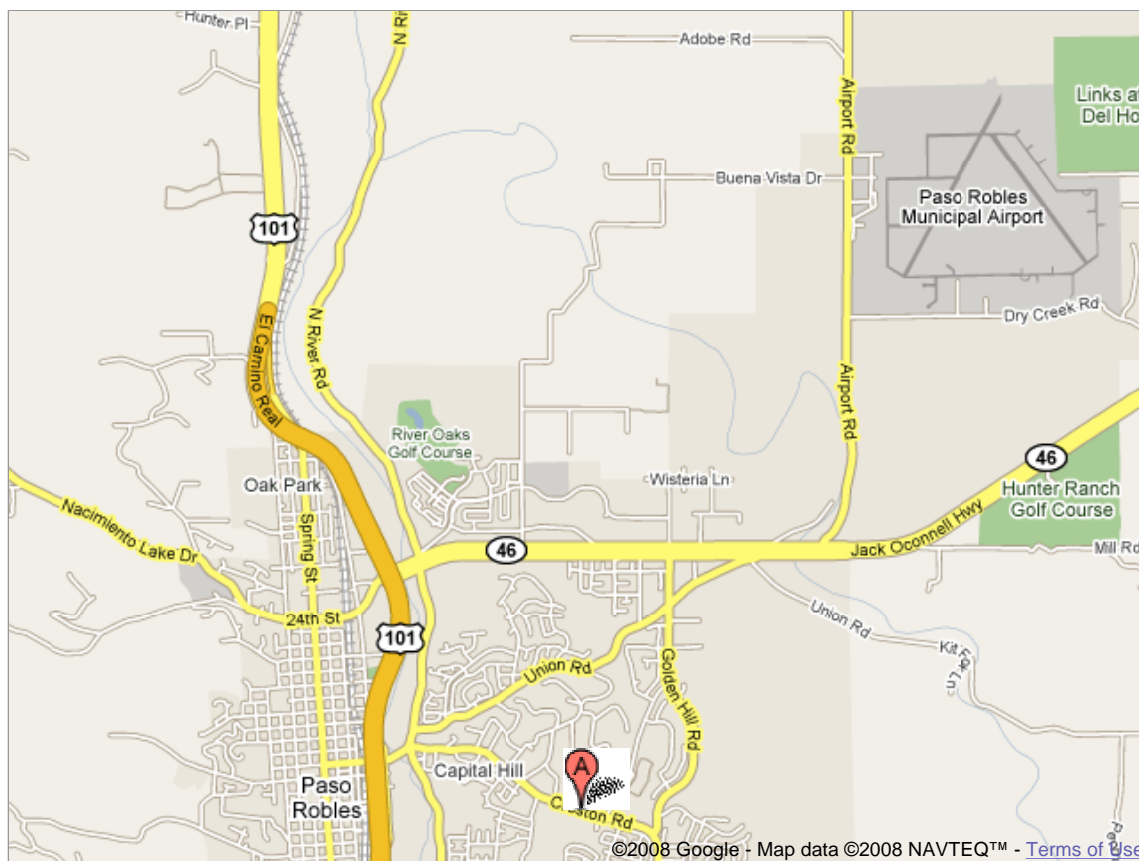 Hunter Pl
N Ri
Adobe Rd
Airport Rd
Links at
Del Ho
Buena Vista Dr
Paso Robles
Municipal Airport
101
Dry Creek Rd
El Camino Real
N River Rd
Airport Rd
River Oaks
Golf Course
46
Oak Park
Wisteria Ln
Hunter Ranch
Golf Course
Nacimiento Lake Dr
Spring St
46
Jack Oconnell Hwy
Mill Rd
24th St
101
Union Rd
Kit Fox Ln
Union Rd
Golden Hill Rd
Capital Hill
A
Paso
Robles
Creston Rd
©2008 Google - Map data ©2008 NAVTEQ™ - Terms of Use